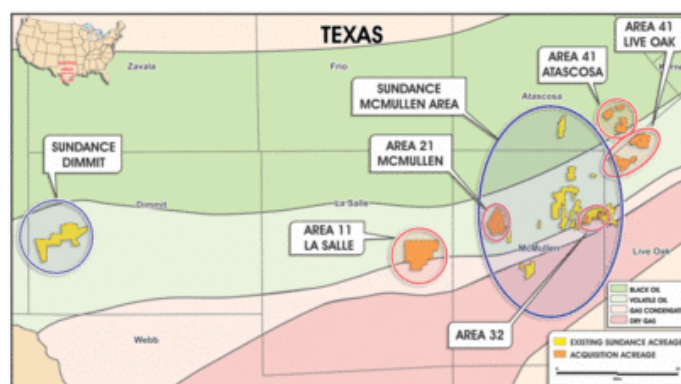 TEXAS
AREA 41
LIVE OAK
AREA 41
ATASCOSA
Zavala
Frio
Atascosa
SUNDANCE
MCMULLEN AREA
SUNDANCE
DIMMIT
AREA 21
MCMULLEN
Dimmit
La Salle
AREA 11
LA SALLE
McMullen
Live Oak
Webb
AREA 32
BLACK OIL
VOLATILE OIL
GAS CONDENSATE
DRY GAS
EXISTING SUNDANCE ACREAGE
ACQUISITION ACREAGE